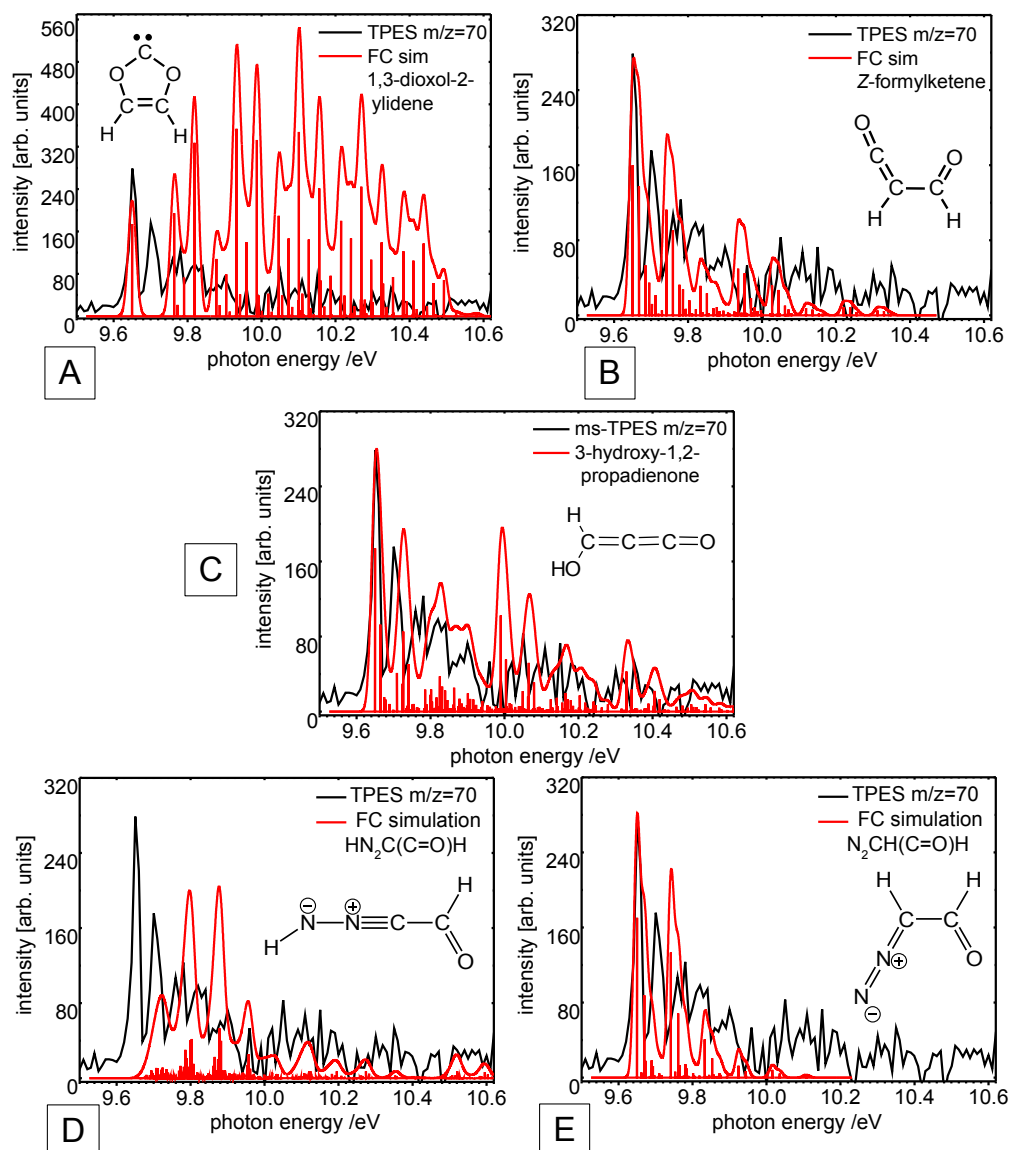 560
480
400
320
240
160
80
0
intensity [arb. units]
TPES m/z=70
FC sim
1,3-dioxol-2-
ylidene
C
O O
C C
H H
9.6 9.8 10.0 10.2 10.4 10.6
photon energy /eV
A
320
240
160
80
0
intensity [arb. units]
TPES m/z=70
FC sim
Z-formylketene
O
C O
C C
H H
9.6 9.8 10.0 10.2 10.4 10.6
photon energy /eV
B
320
240
160
80
0
intensity [arb. units]
ms-TPES m/z=70
3-hydroxy-1,2-
propadienone
H
C C C O
HO
9.6 9.8 10.0 10.2 10.4 10.6
photon energy /eV
C
320
240
160
80
0
intensity [arb. units]
TPES m/z=70
FC simulation
HN₂C(C=O)H
H
⊖ ⊕
N N C C
H O
9.6 9.8 10.0 10.2 10.4 10.6
photon energy /eV
D
320
240
160
80
0
intensity [arb. units]
TPES m/z=70
FC simulation
N₂CH(C=O)H
H H
C C
N ⊕ O
N
⊖
9.6 9.8 10.0 10.2 10.4 10.6
photon energy /eV
E